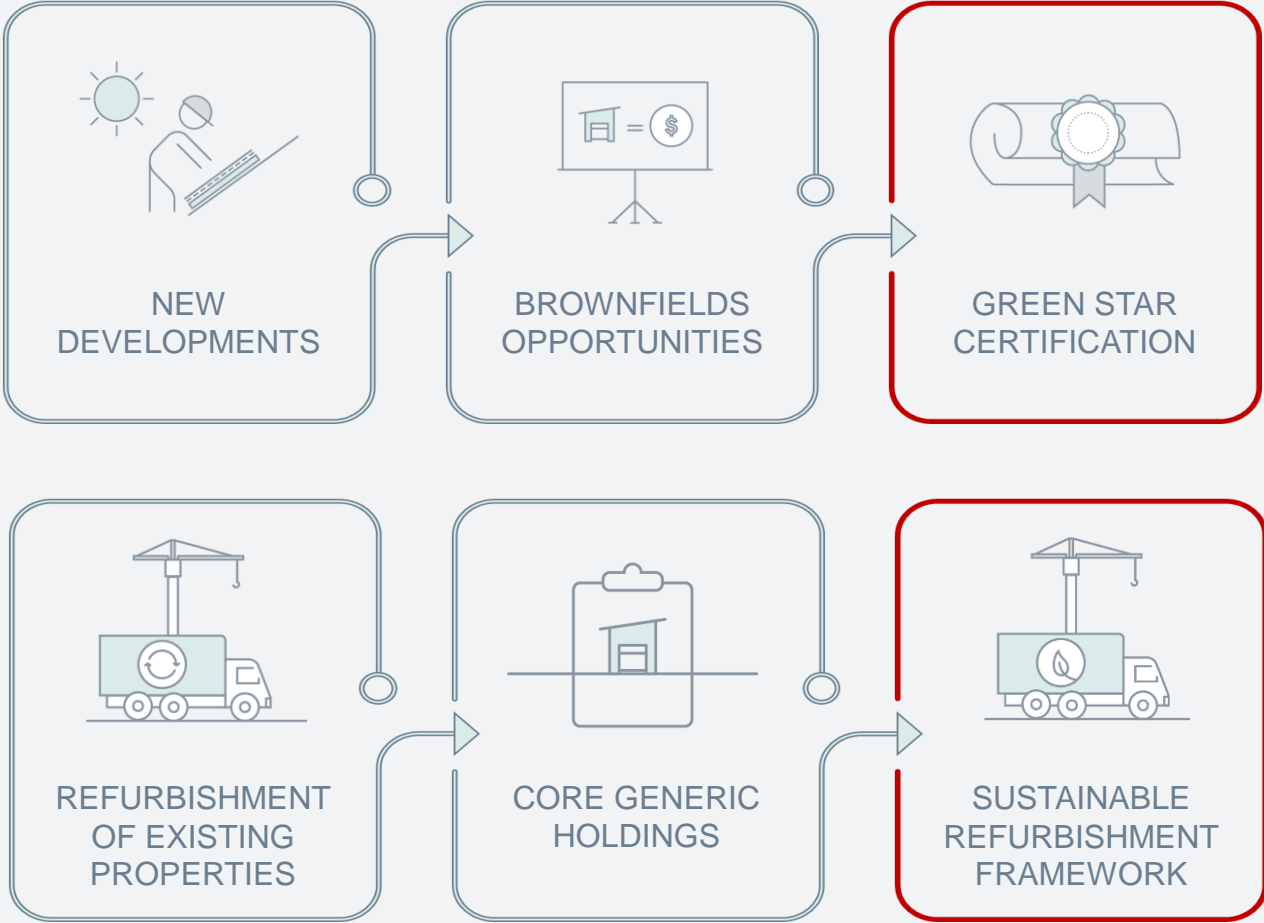 = $
NEW
DEVELOPMENTS
BROWNFIELDS
OPPORTUNITIES
GREEN STAR
CERTIFICATION
REFURBISHMENT
OF EXISTING
PROPERTIES
CORE GENERIC
HOLDINGS
SUSTAINABLE
REFURBISHMENT
FRAMEWORK